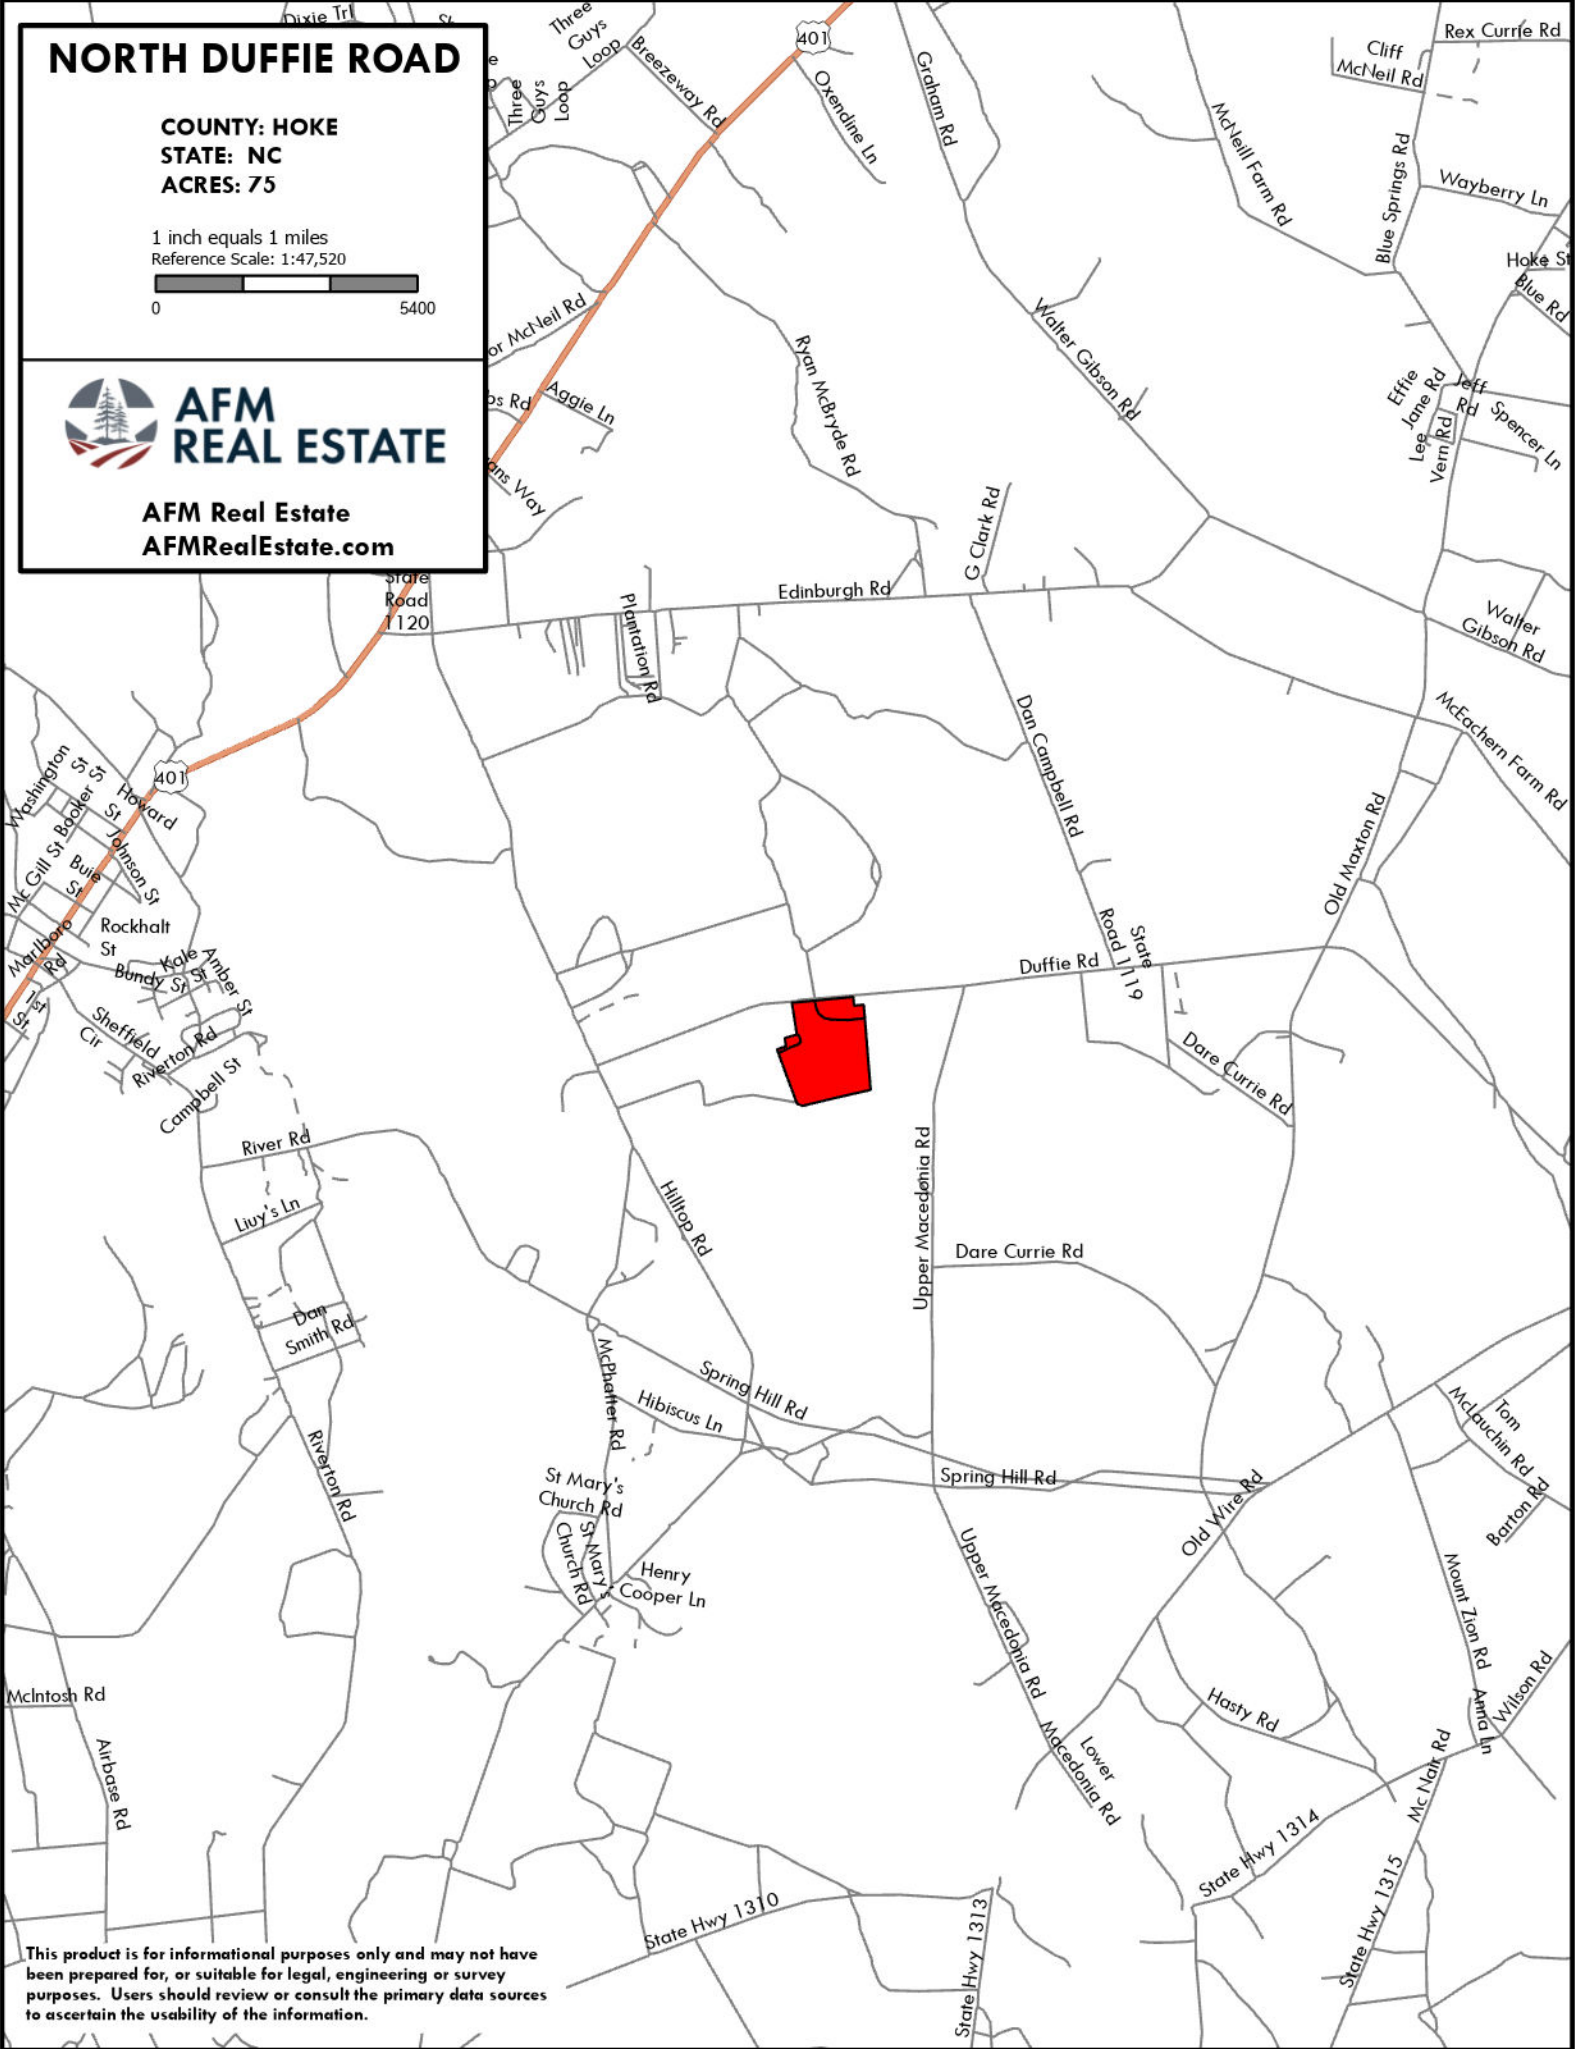 NORTH DUFFIE ROAD
COUNTY: HOKE
STATE: NC
ACRES: 75
1 inch equals 1 miles
Reference Scale: 1:47,520
0 5400
AFM
REAL ESTATE
AFM Real Estate
AFMRealEstate.com
Dixie Trl
Three
Guys
Loop
Three
Guys
Loop
Breezeway Rd
401
Oxendine Ln
Graham Rd
McNeill Farm Rd
Cliff
McNeil Rd
Rex Currie Rd
Blue Springs Rd
Wayberry Ln
Hoke St
Blue Rd
or McNeil Rd
bs Rd
Aggie Ln
ans Way
Ryan McBryde Rd
Walter Gibson Rd
Effie
Jane Rd
Jeff
Rd
Spencer Ln
Lee
Vern Rd
G Clark Rd
State
Road
1120
Edinburgh Rd
Plantation Rd
Walter
Gibson Rd
McEachern Farm Rd
Dan Campbell Rd
Old Maxton Rd
401
Washington
St
Booker St
Howard
St
Mc Gill St
Johnson St
Buie
St
Marlboro
Rd
Rockhalt
St
Kale
St
Bundy St
Amber St
1st
St
Sheffield
Cir
Riverton Rd
Campbell St
State
Road 1119
Duffie Rd
Dare Currie Rd
River Rd
Liuy's Ln
Dan
Smith Rd
Hilltop Rd
Upper Macedonia Rd
Dare Currie Rd
McPhatter Rd
Spring Hill Rd
Hibiscus Ln
Riverton Rd
St Mary's
Church Rd
St Mary's
Church Rd
Henry
Cooper Ln
Spring Hill Rd
Old Wire Rd
Tom
McLauchin Rd
Barton Rd
Upper Macedonia Rd
Mount Zion Rd
Wilson Rd
Anna Ln
McIntosh Rd
Airbase Rd
Hasty Rd
Lower
Macedonia Rd
Mc Nair Rd
State Hwy 1314
State Hwy 1315
State Hwy 1310
State Hwy 1313
This product is for informational purposes only and may not have
been prepared for, or suitable for legal, engineering or survey
purposes. Users should review or consult the primary data sources
to ascertain the usability of the information.